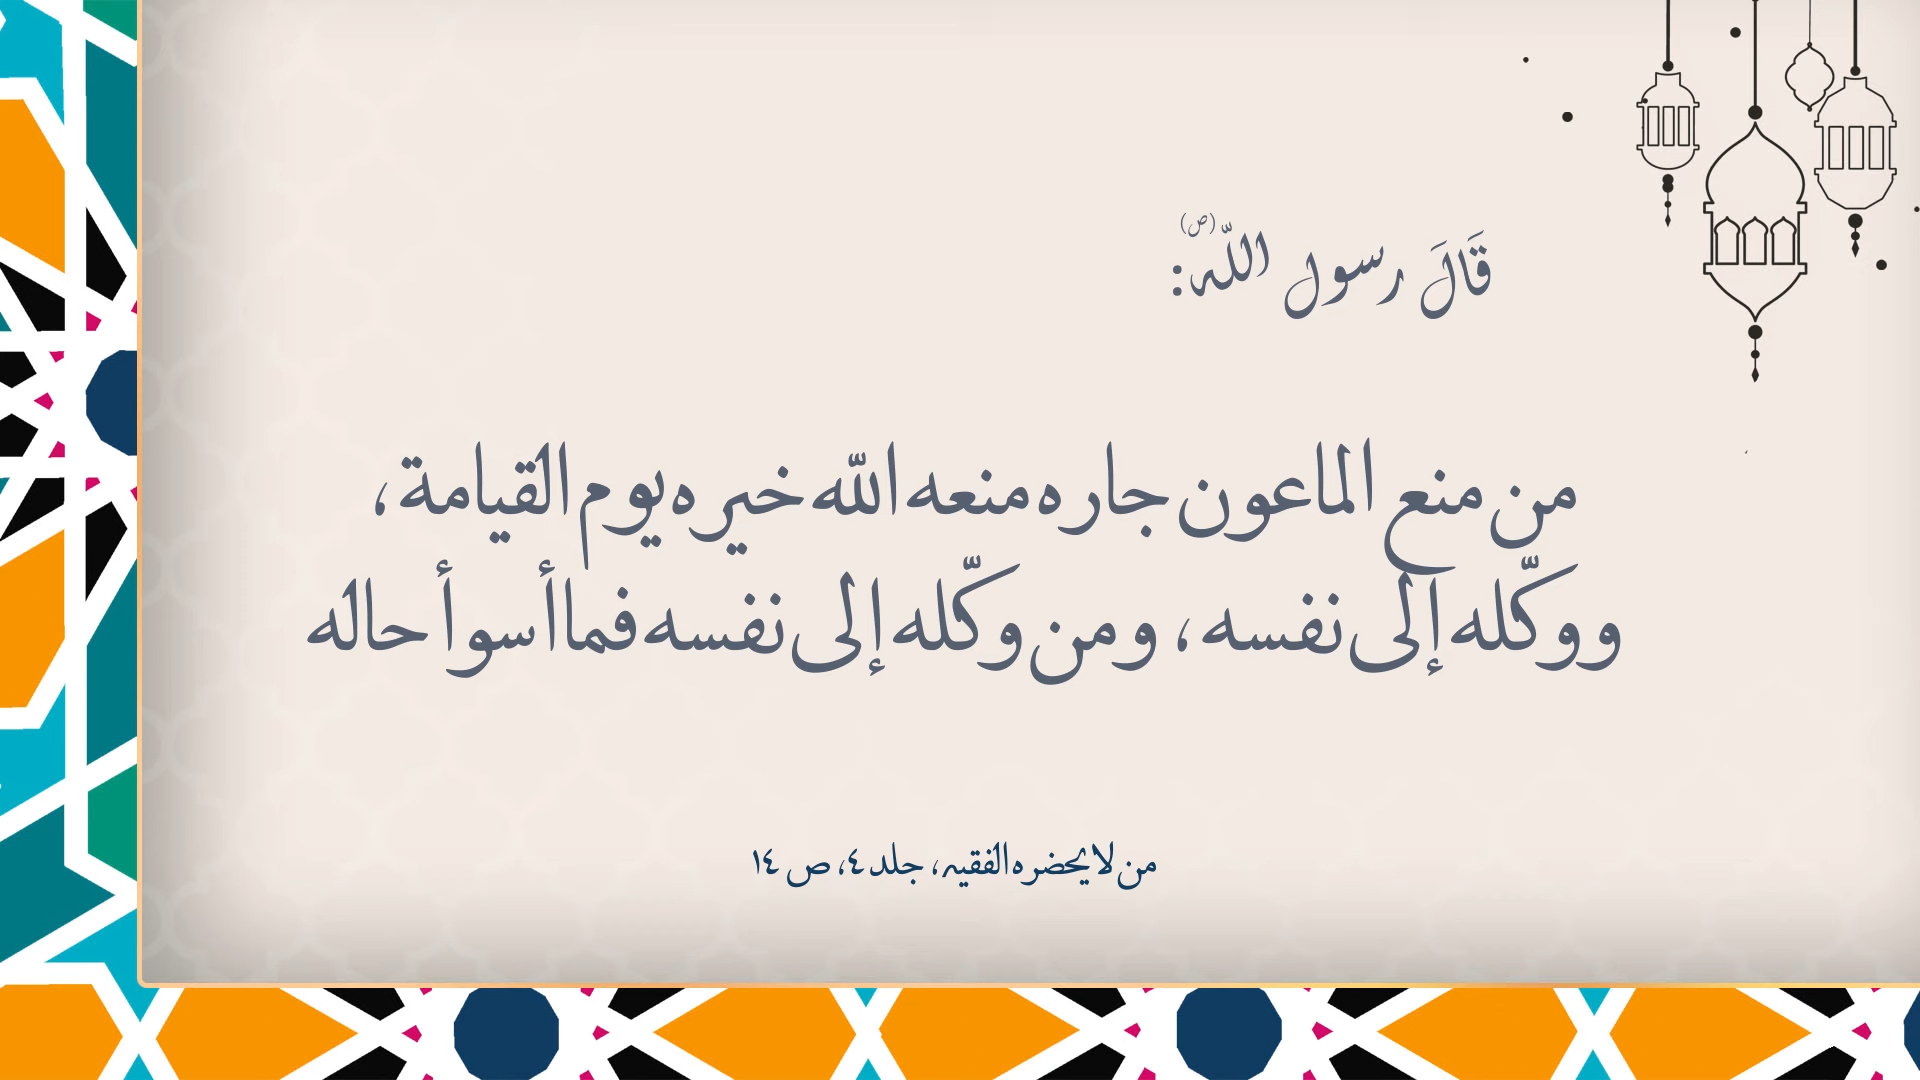 قَالَ رسول اللّه (ص):
من منع الماعون جاره منعه اللّه خيره يوم القيامة،
ووكّله إلى نفسه، ومن وكّله إلى نفسه فما أسوأ حاله
من لا يحضره الفقيه، جلد ٤، ص ١٤